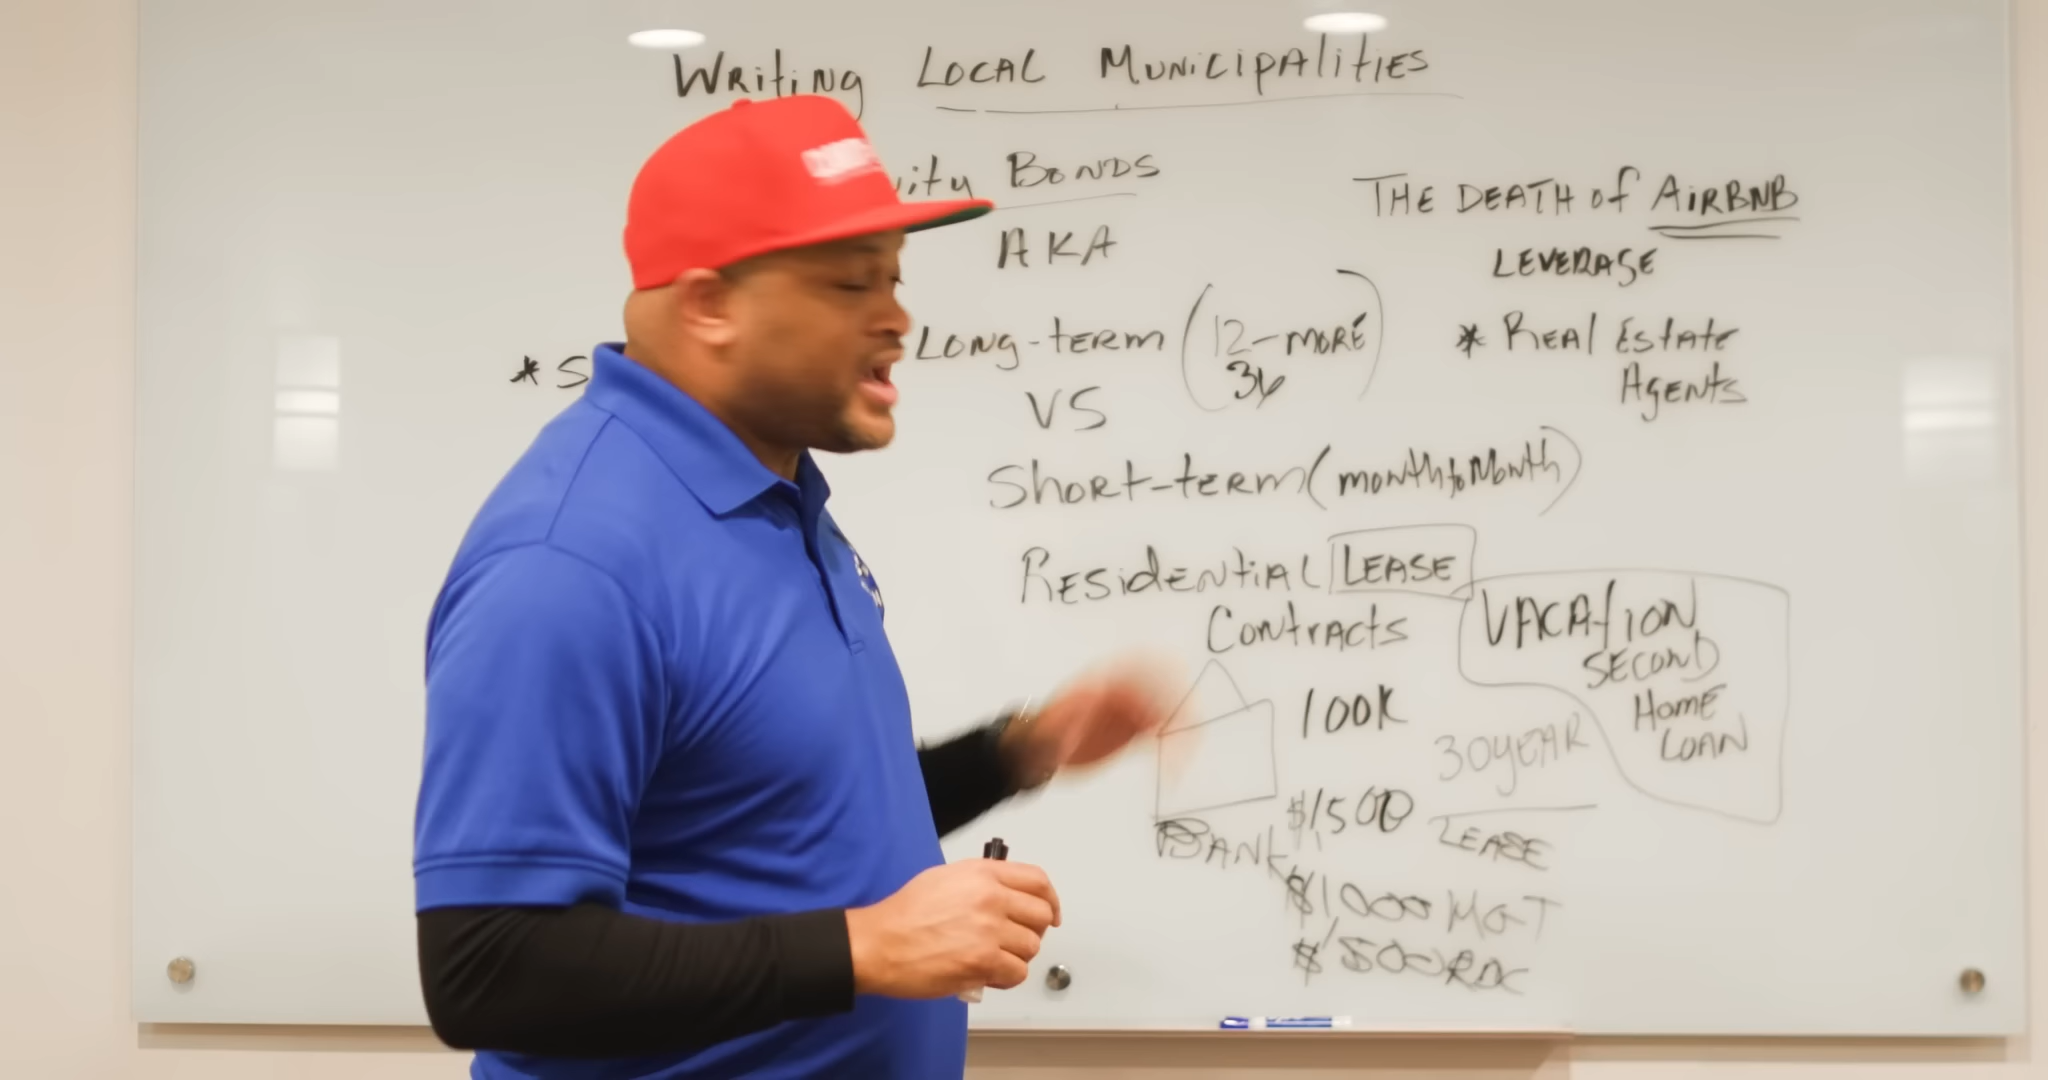 Writing Local Municipalities
Bonds
AKA
* S
Long-term (12-more)
36
VS
Short-term (month to Month)
Residential Lease
Contracts
100K
$1500
BANK
$1000 MGT
$500
THE DEATH of AIRBNB
LEVERAGE
* Real Estate
Agents
VACATION
SECOND
Home
LOAN
30 YEAR
LEASE